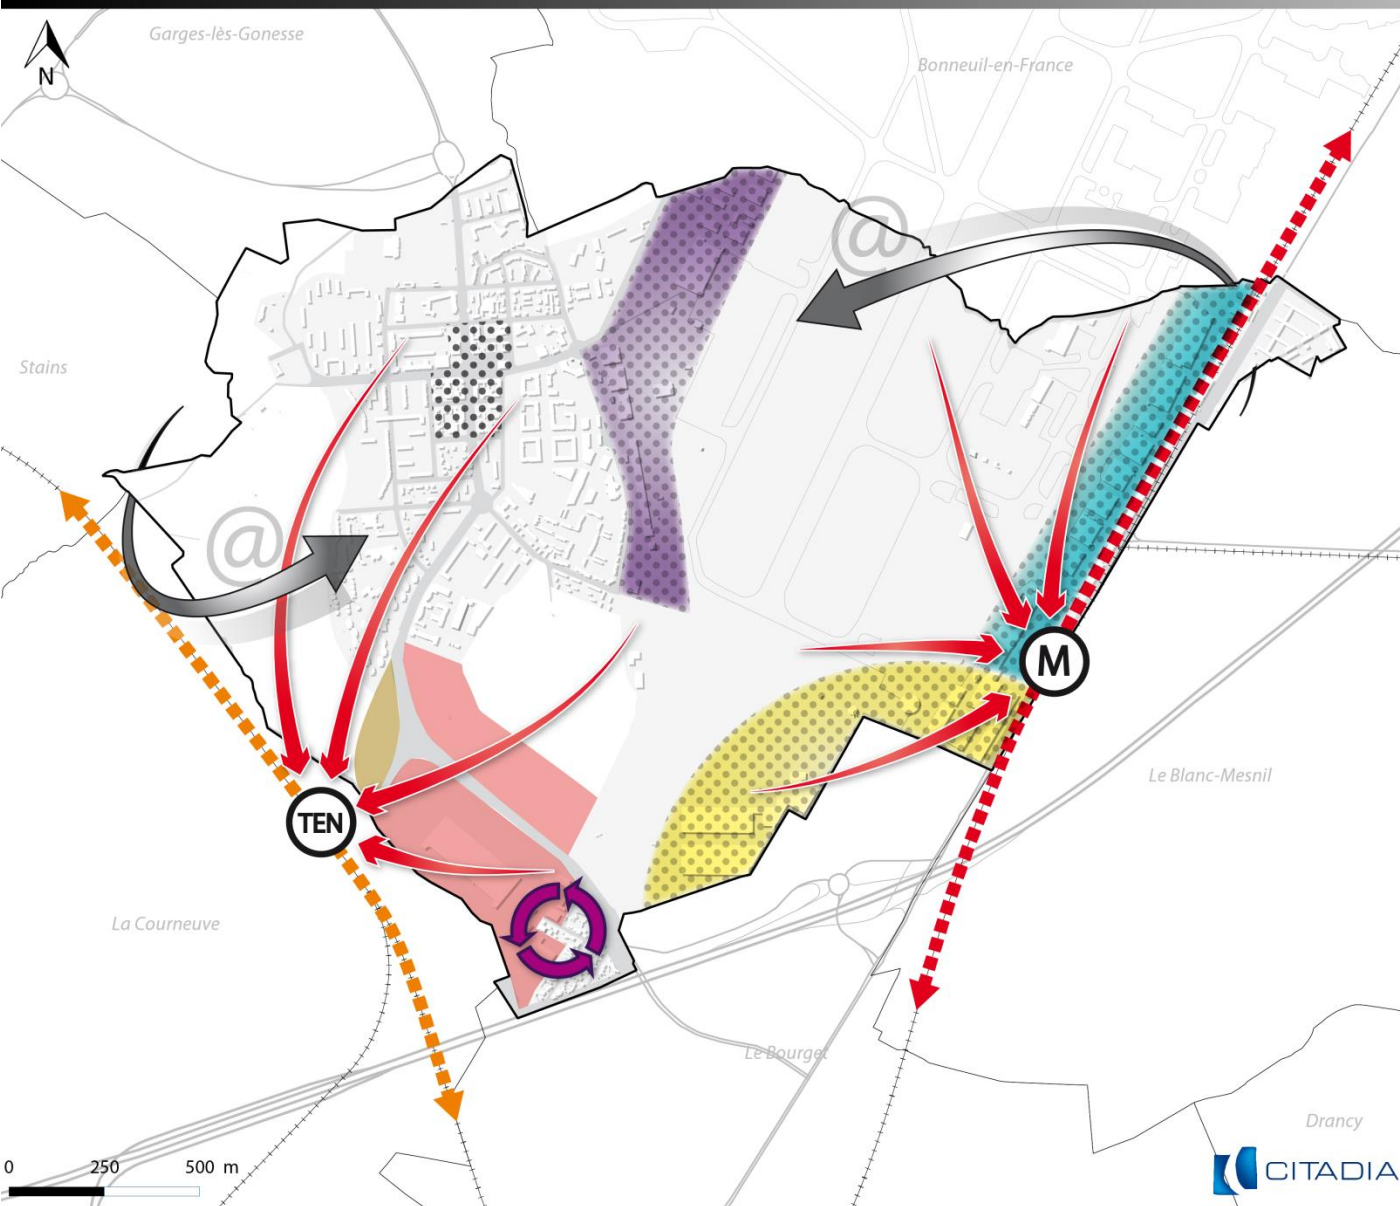 Garges-lès-Gonesse
Bonneuil-en-France
N
@
Stains
@
M
Le Blanc-Mesnil
TEN
La Courneuve
Le Bourget
Drancy
0 250 500 m
CITADIA